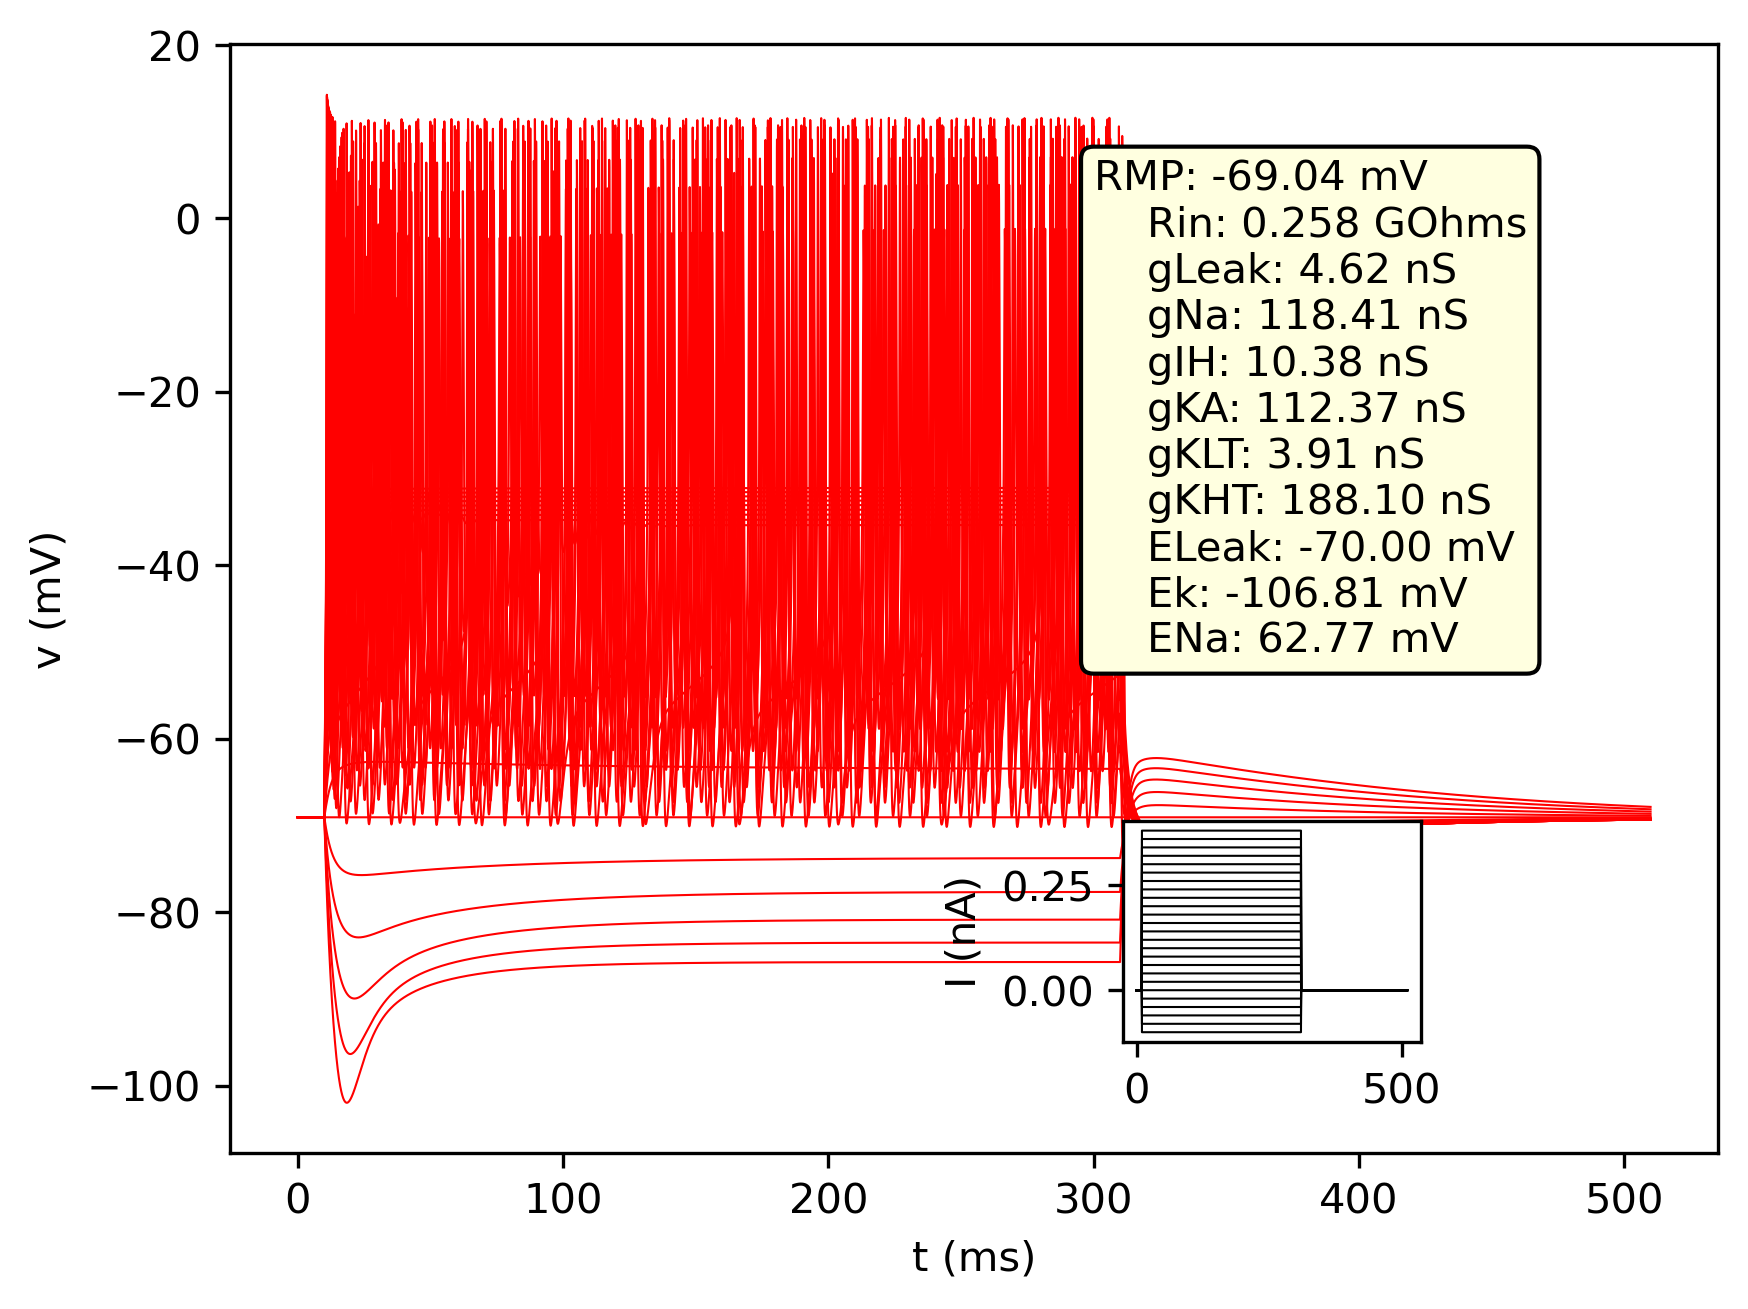 20
0
−20
−40
−60
−80
−100
v (mV)
RMP: -69.04 mV
Rin: 0.258 GOhms
gLeak: 4.62 nS
gNa: 118.41 nS
gIH: 10.38 nS
gKA: 112.37 nS
gKLT: 3.91 nS
gKHT: 188.10 nS
ELeak: -70.00 mV
Ek: -106.81 mV
ENa: 62.77 mV
I (nA)
0.25
0.00
0 500
0 100 200 300 400 500
t (ms)